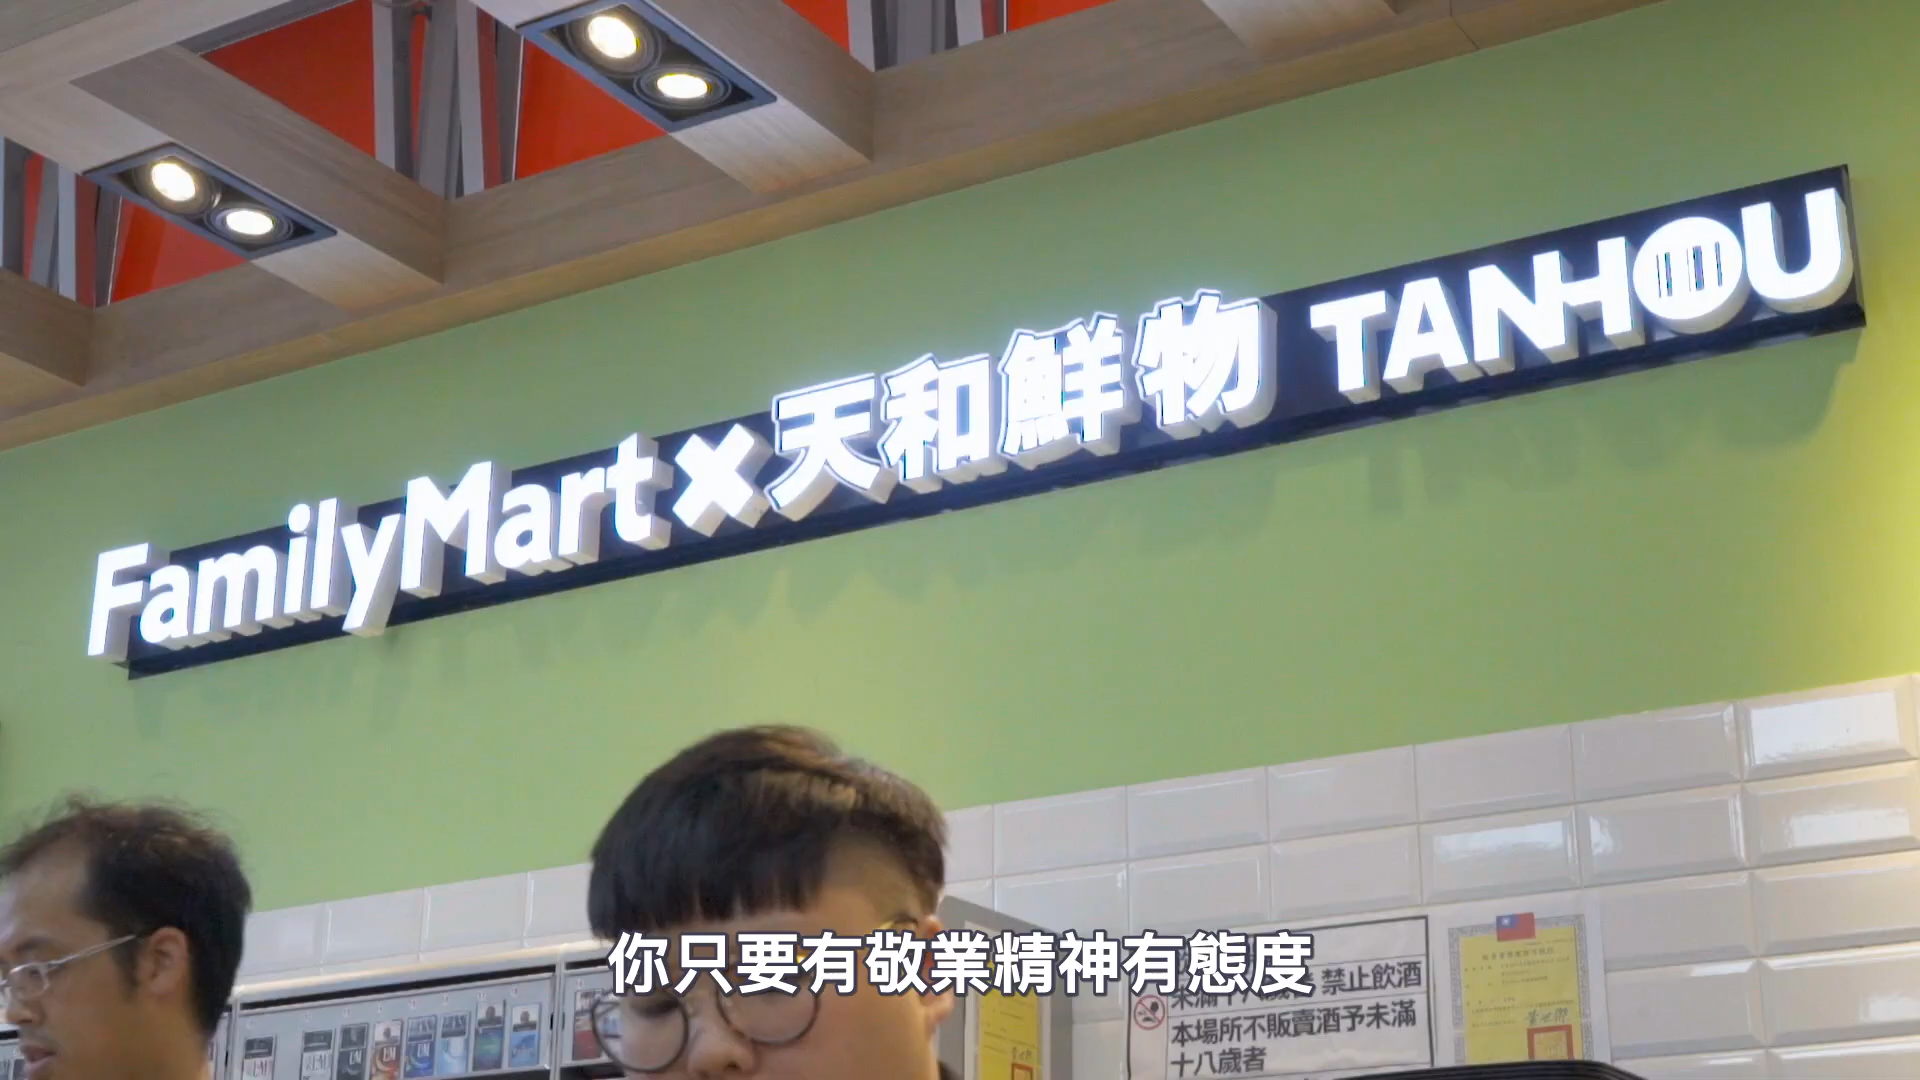 FamilyMart×天和鮮物 TANHOU
你只要有敬業精神有態度
禁止飲酒
本場所不販賣酒予未滿
十八歲者